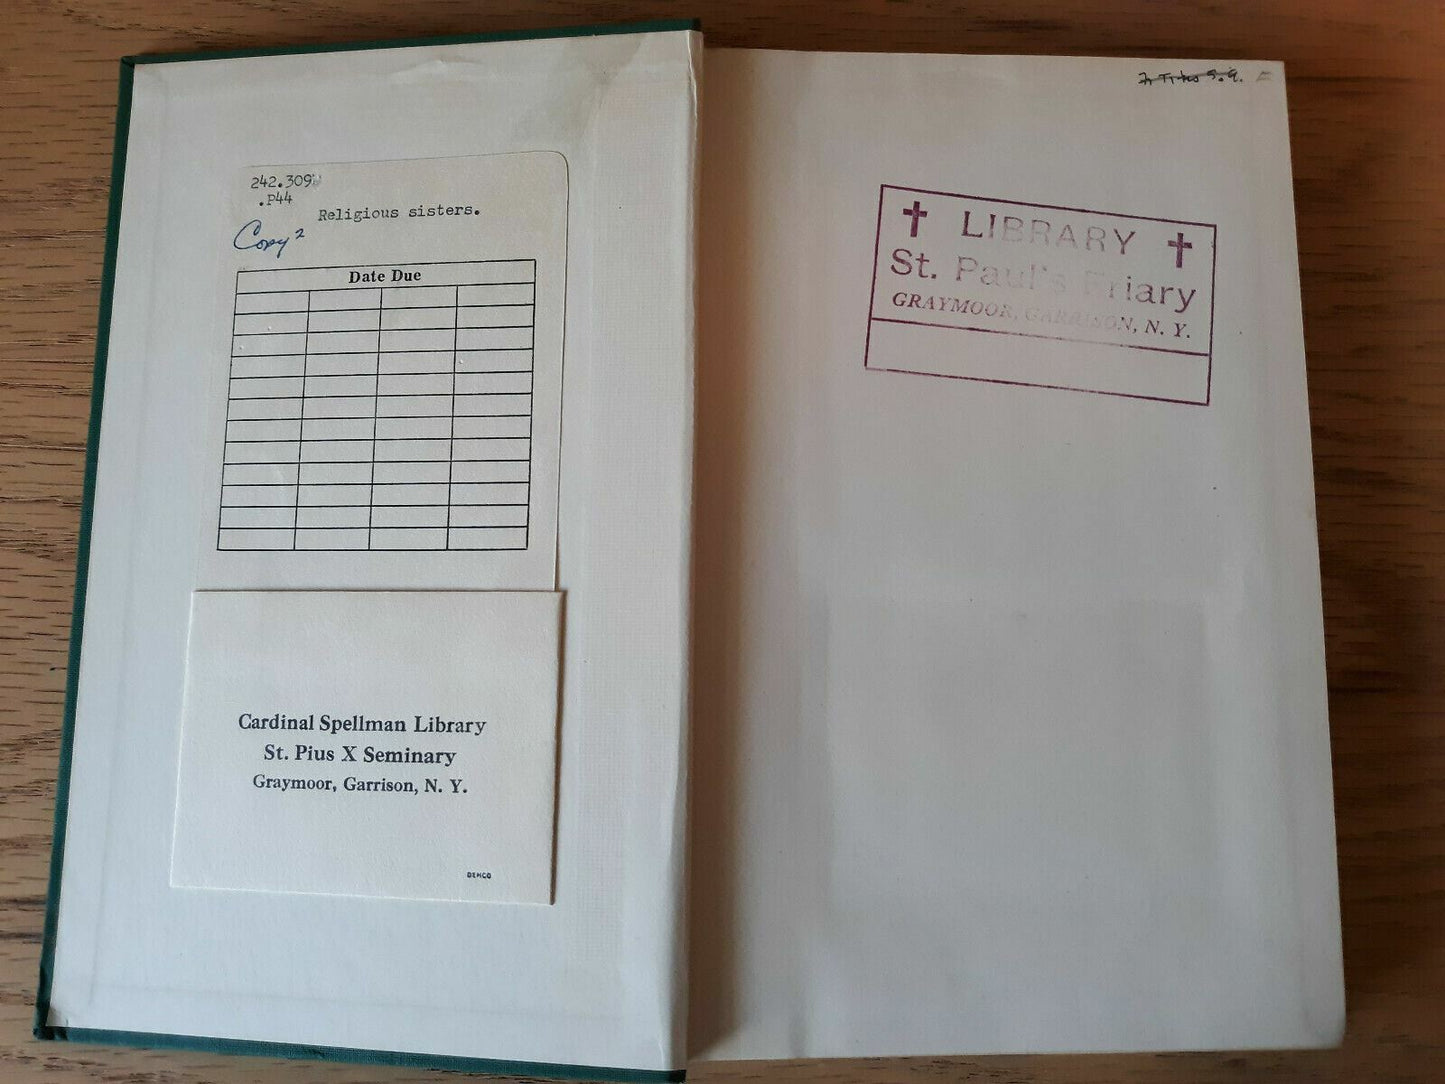 242.309
.P44
Religious sisters.
Copy 2
Date Due
Cardinal Spellman Library
St. Pius X Seminary
Graymoor, Garrison, N. Y.
DEMCO
LIBRARY
St. Paul's Friary
GRAYMOOR, GARRISON, N. Y.